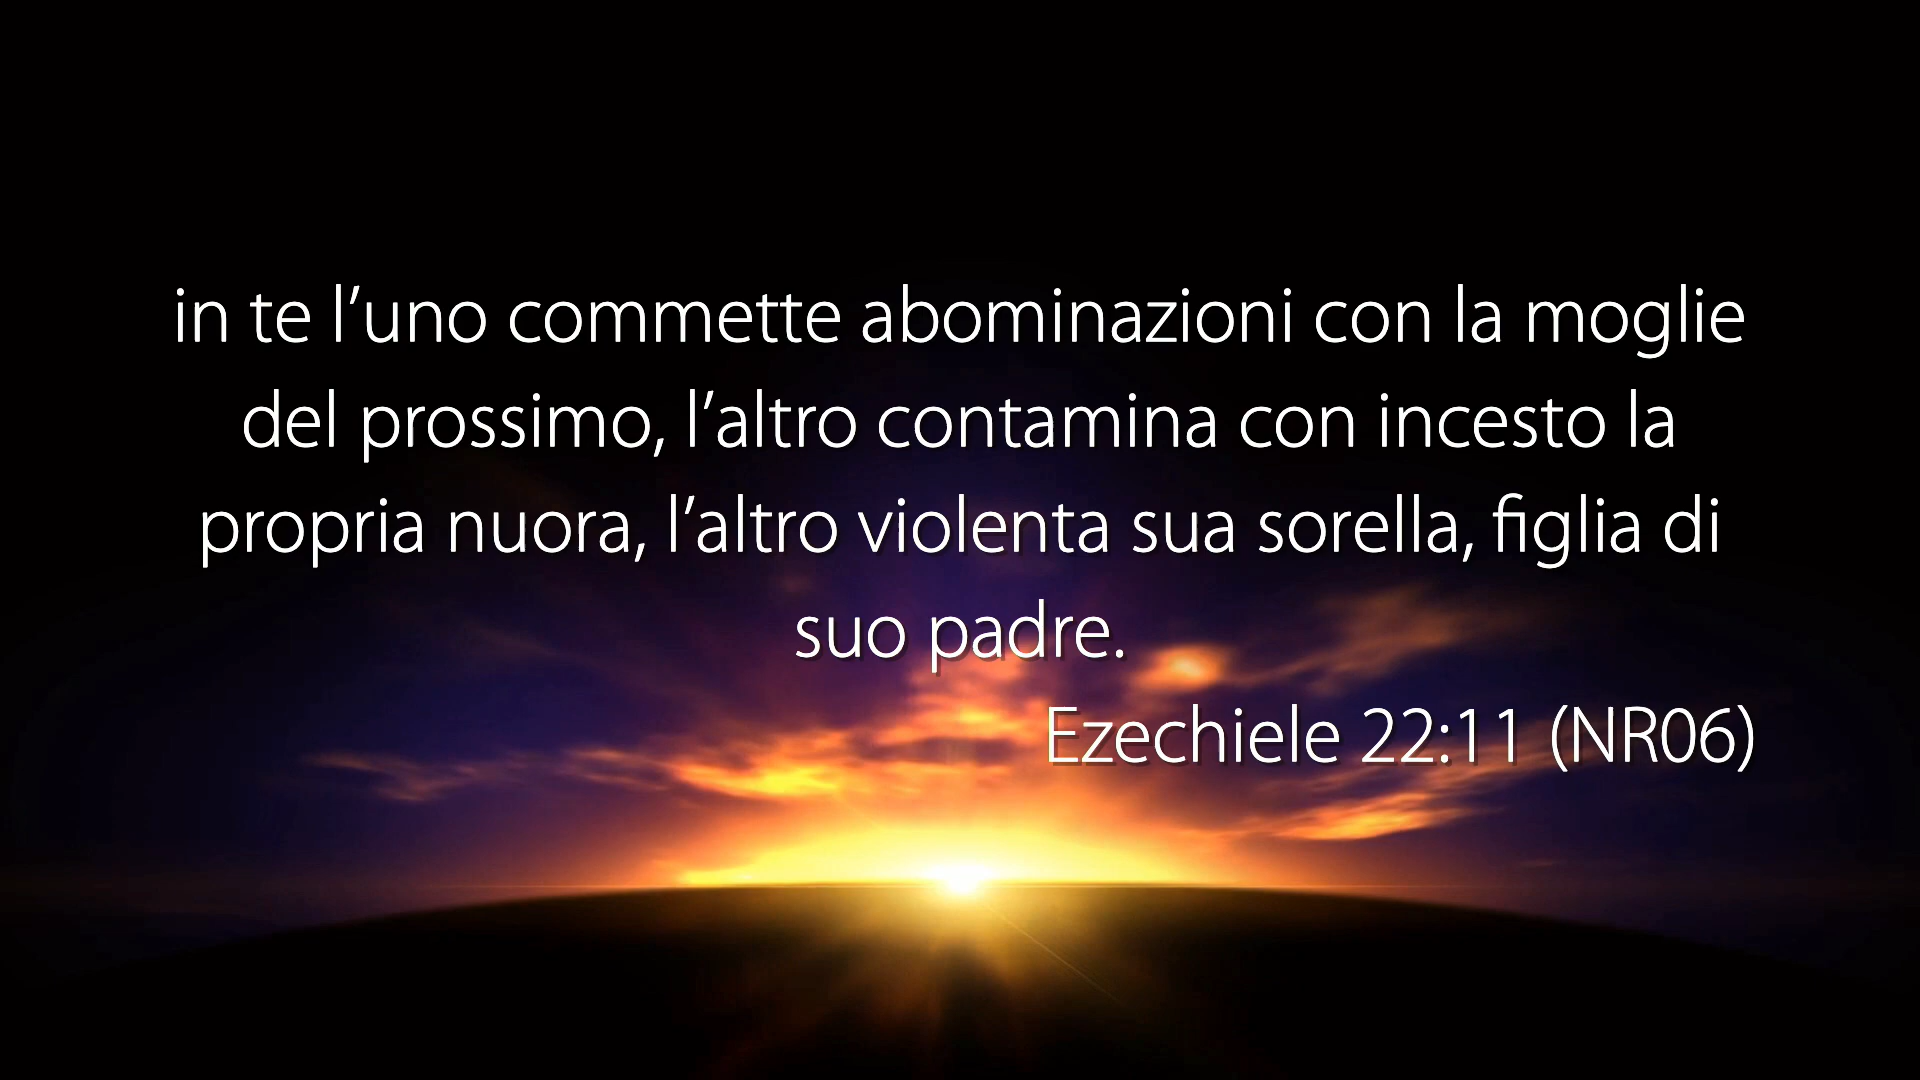 in te l’uno commette abominazioni con la moglie
del prossimo, l’altro contamina con incesto la
propria nuora, l’altro violenta sua sorella, figlia di
suo padre.
Ezechiele 22:11 (NR06)